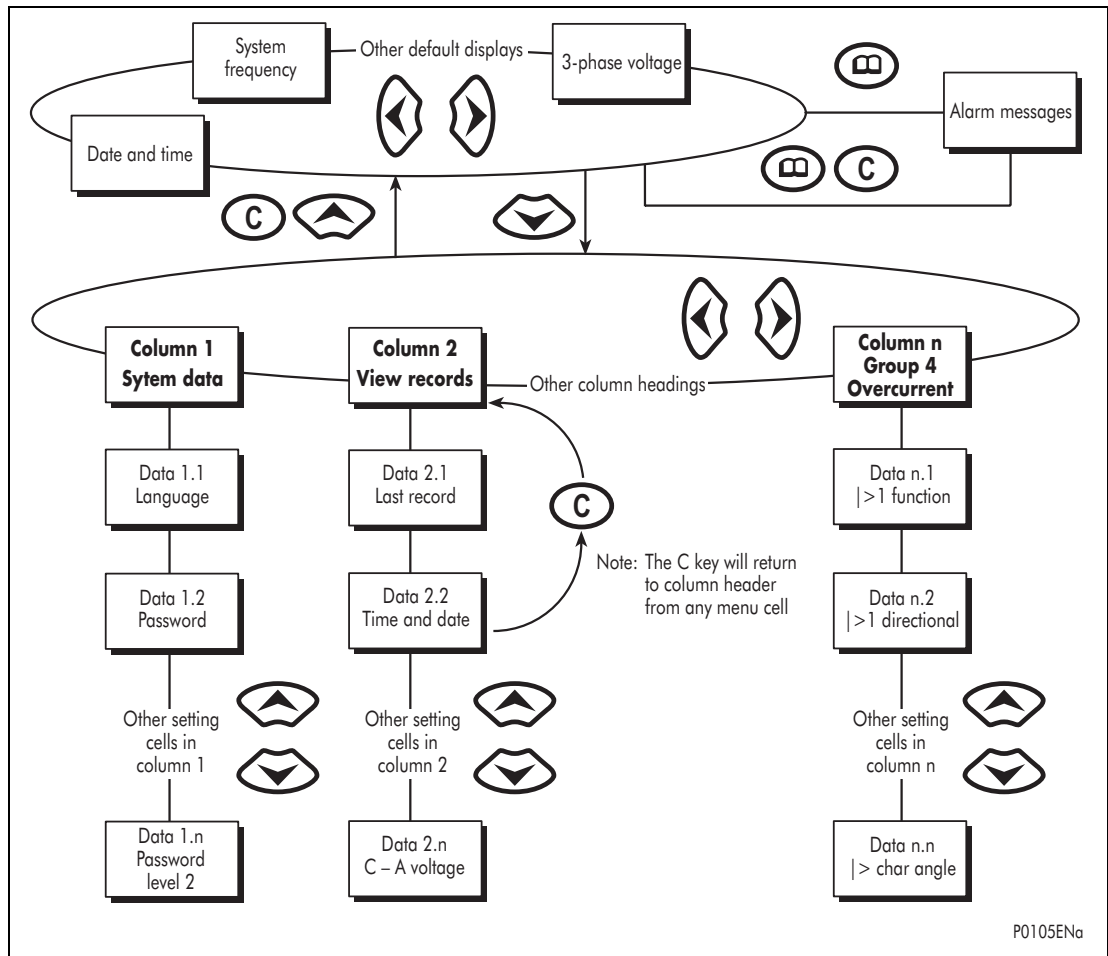 System
frequency
Other default displays
3-phase voltage
Alarm messages
Date and time
C
C
Column 1
Sytem data
Column 2
View records
Column n
Group 4
Overcurrent
Other column headings
Data 1.1
Language
Data 2.1
Last record
Data n.1
|>1 function
C
Note: The C key will return
to column header
from any menu cell
Data 1.2
Password
Data 2.2
Time and date
Data n.2
|>1 directional
Other setting
cells in
column 1
Other setting
cells in
column 2
Other setting
cells in
column n
Data 1.n
Password
level 2
Data 2.n
C – A voltage
Data n.n
|> char angle
P0105ENa